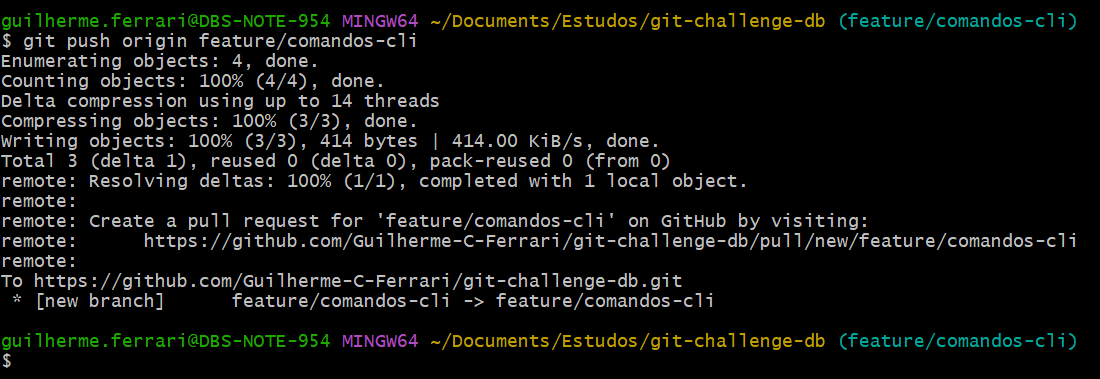 guilherme.ferrari@DBS-NOTE-954 MINGW64 ~/Documents/Estudos/git-challenge-db (feature/comandos-cli)
$ git push origin feature/comandos-cli
Enumerating objects: 4, done.
Counting objects: 100% (4/4), done.
Delta compression using up to 14 threads
Compressing objects: 100% (3/3), done.
Writing objects: 100% (3/3), 414 bytes | 414.00 KiB/s, done.
Total 3 (delta 1), reused 0 (delta 0), pack-reused 0 (from 0)
remote: Resolving deltas: 100% (1/1), completed with 1 local object.
remote:
remote: Create a pull request for 'feature/comandos-cli' on GitHub by visiting:
remote:      https://github.com/Guilherme-C-Ferrari/git-challenge-db/pull/new/feature/comandos-cli
remote:
To https://github.com/Guilherme-C-Ferrari/git-challenge-db.git
 * [new branch]      feature/comandos-cli -> feature/comandos-cli

guilherme.ferrari@DBS-NOTE-954 MINGW64 ~/Documents/Estudos/git-challenge-db (feature/comandos-cli)
$